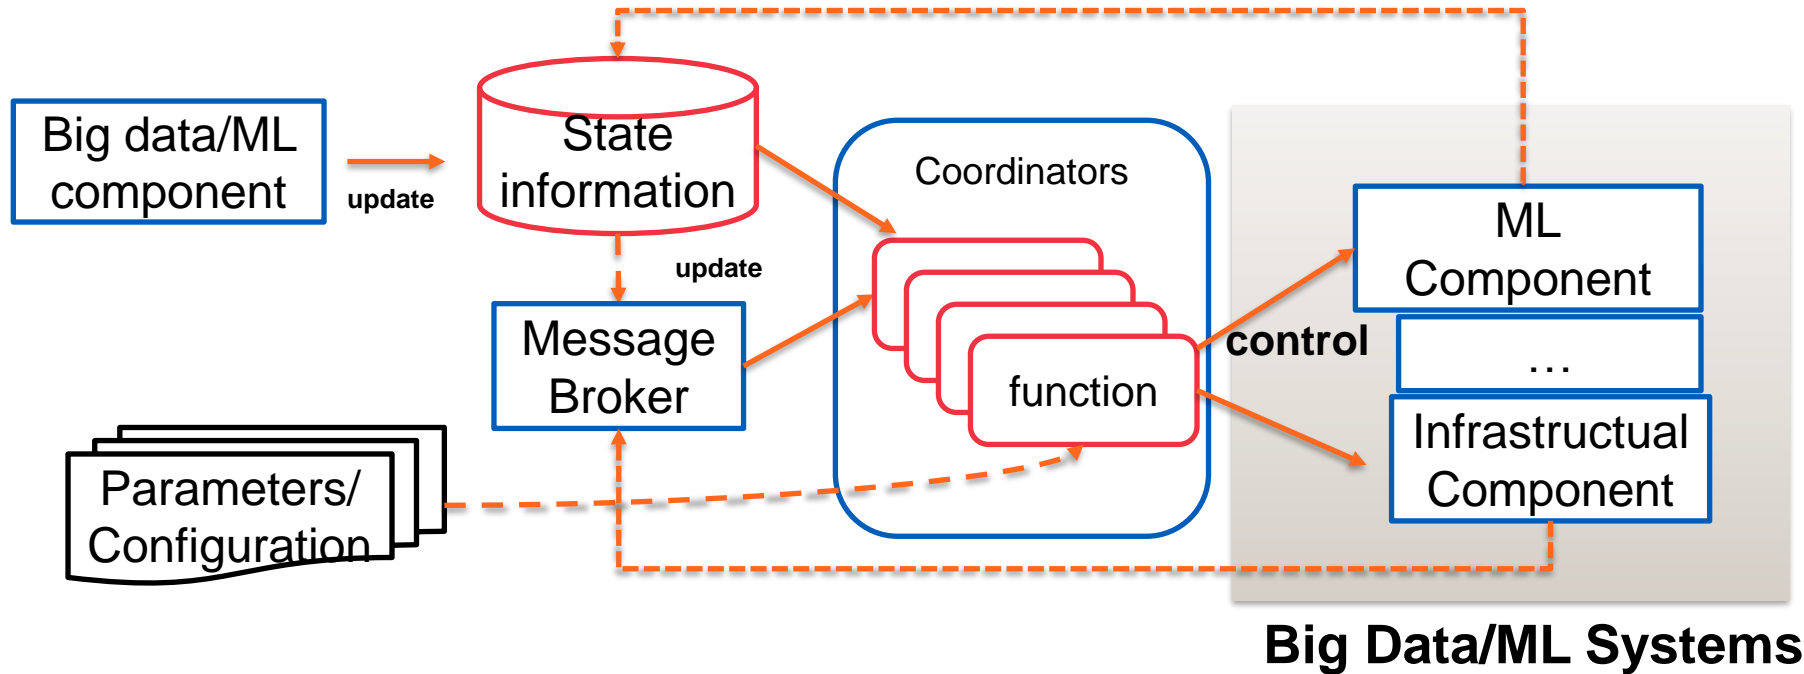 Big data/ML
component
update
State
information
update
Message
Broker
Parameters/
Configuration
Coordinators
function
control
ML
Component
...
Infrastructual
Component
Big Data/ML Systems